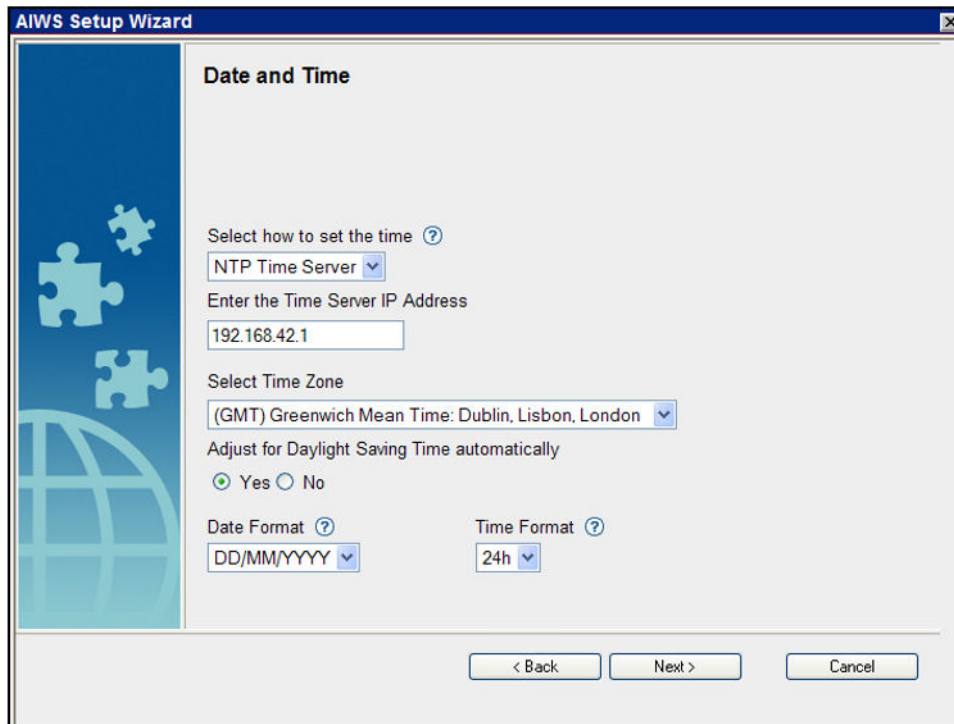 AIWS Setup Wizard
Date and Time
Select how to set the time ?
NTP Time Server
Enter the Time Server IP Address
192.168.42.1
Select Time Zone
(GMT) Greenwich Mean Time: Dublin, Lisbon, London
Adjust for Daylight Saving Time automatically
Yes No
Date Format ? Time Format ?
DD/MM/YYYY 24h
< Back Next > Cancel